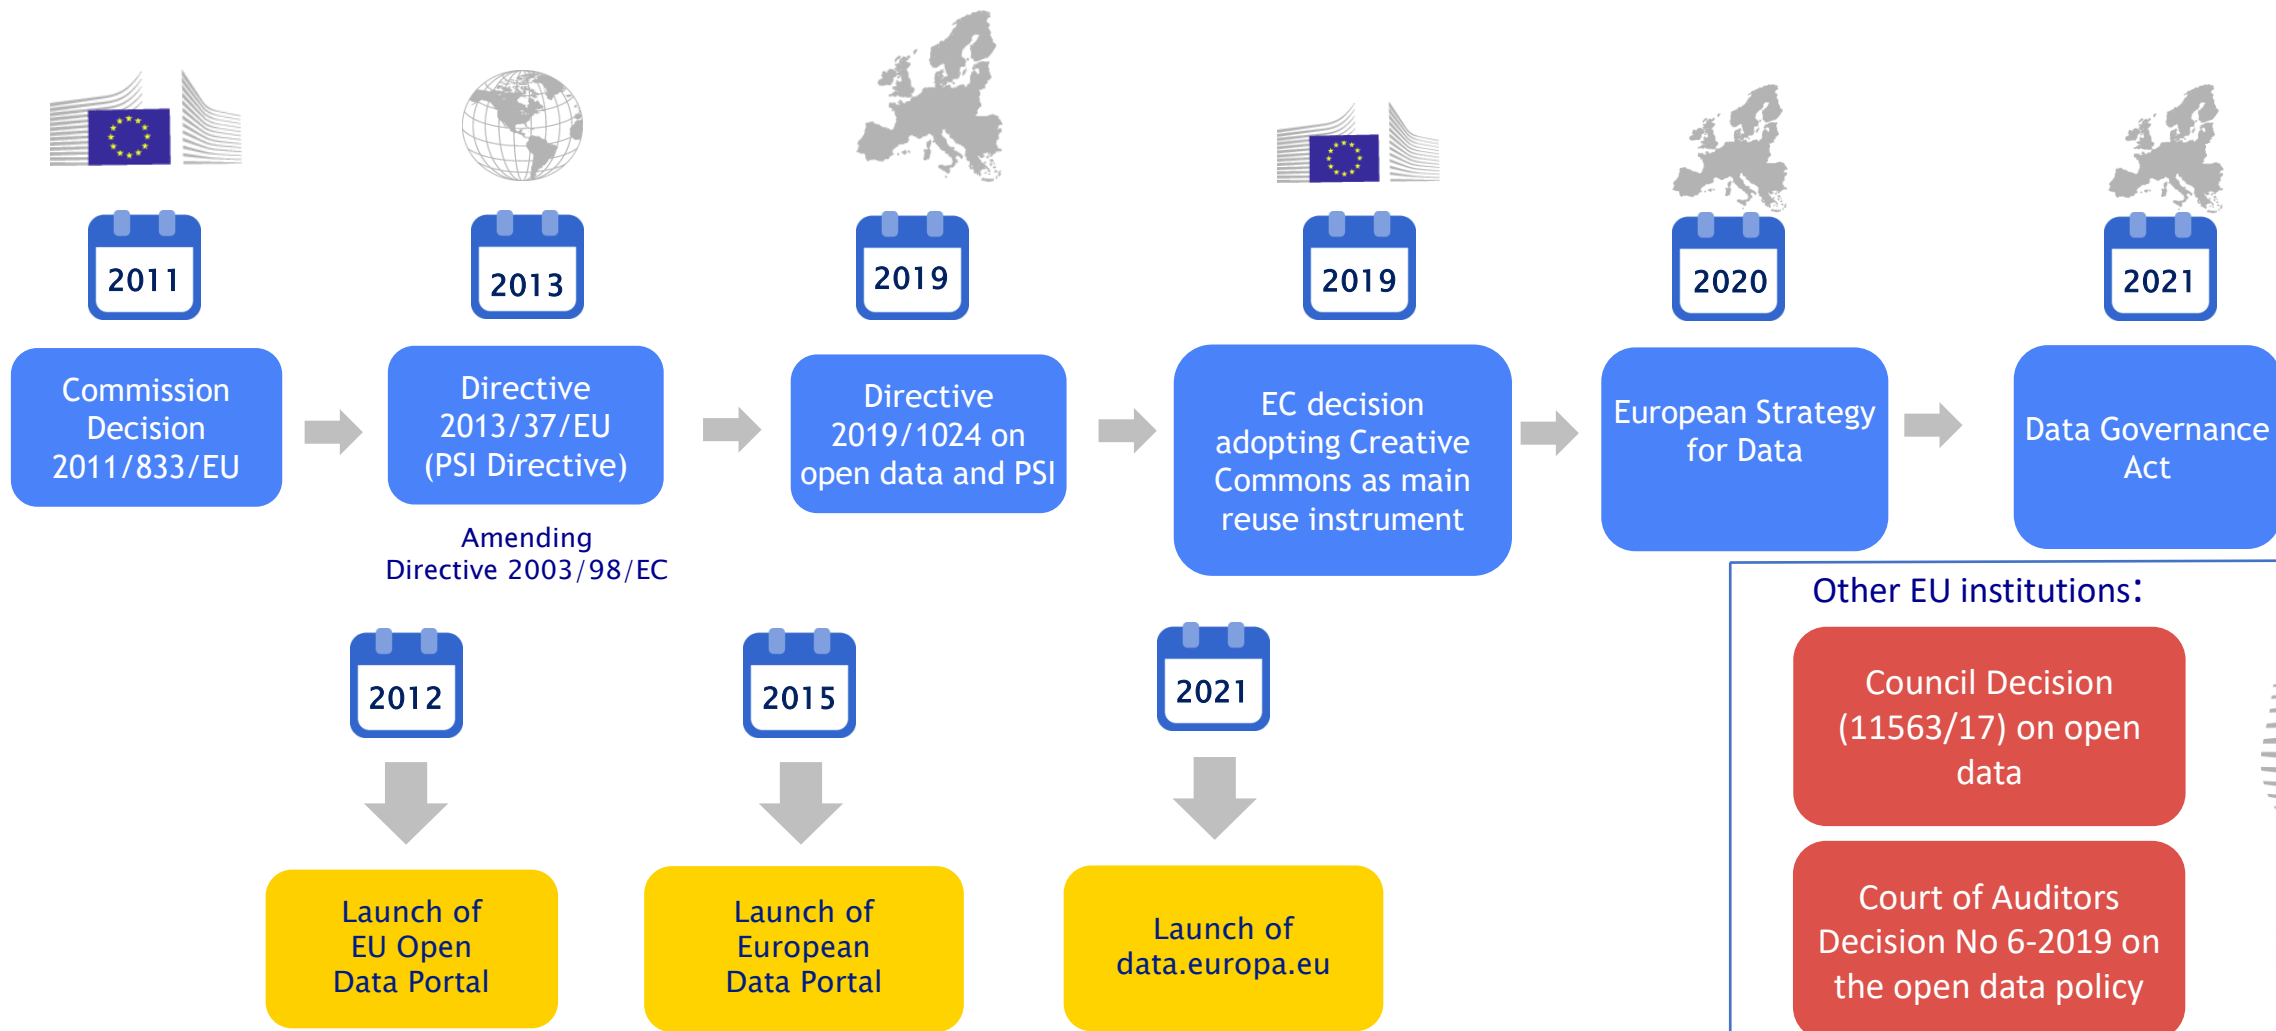 2011
2013
2019
2019
2020
2021
Commission
Decision
2011/833/EU
Directive
2013/37/EU
(PSI Directive)
Amending
Directive 2003/98/EC
Directive
2019/1024 on
open data and PSI
EC decision
adopting Creative
Commons as main
reuse instrument
European Strategy
for Data
Data Governance
Act
2012
2015
2021
Launch of
EU Open
Data Portal
Launch of
European
Data Portal
Launch of
data.europa.eu
Other EU institutions:
Council Decision
(11563/17) on open
data
Court of Auditors
Decision No 6-2019 on
the open data policy